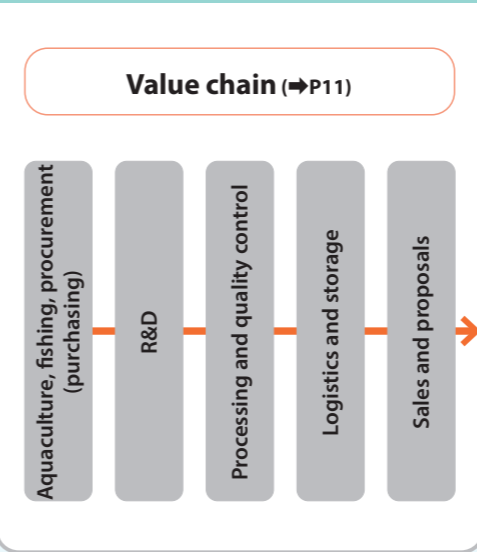 Value chain (➡P11)
Aquaculture, fishing, procurement
(purchasing)
R&D
Processing and quality control
Logistics and storage
Sales and proposals